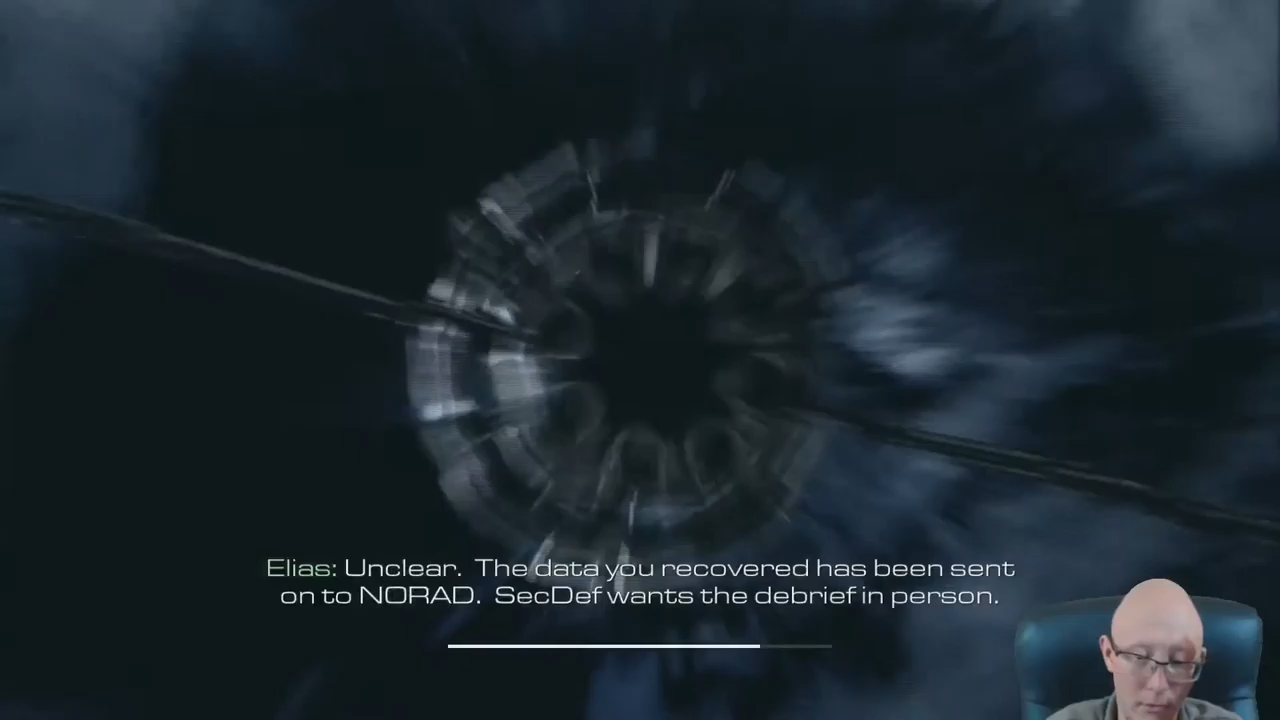 Elias: Unclear. The data you recovered has been sent
on to NORAD. SecDef wants the debrief in person.